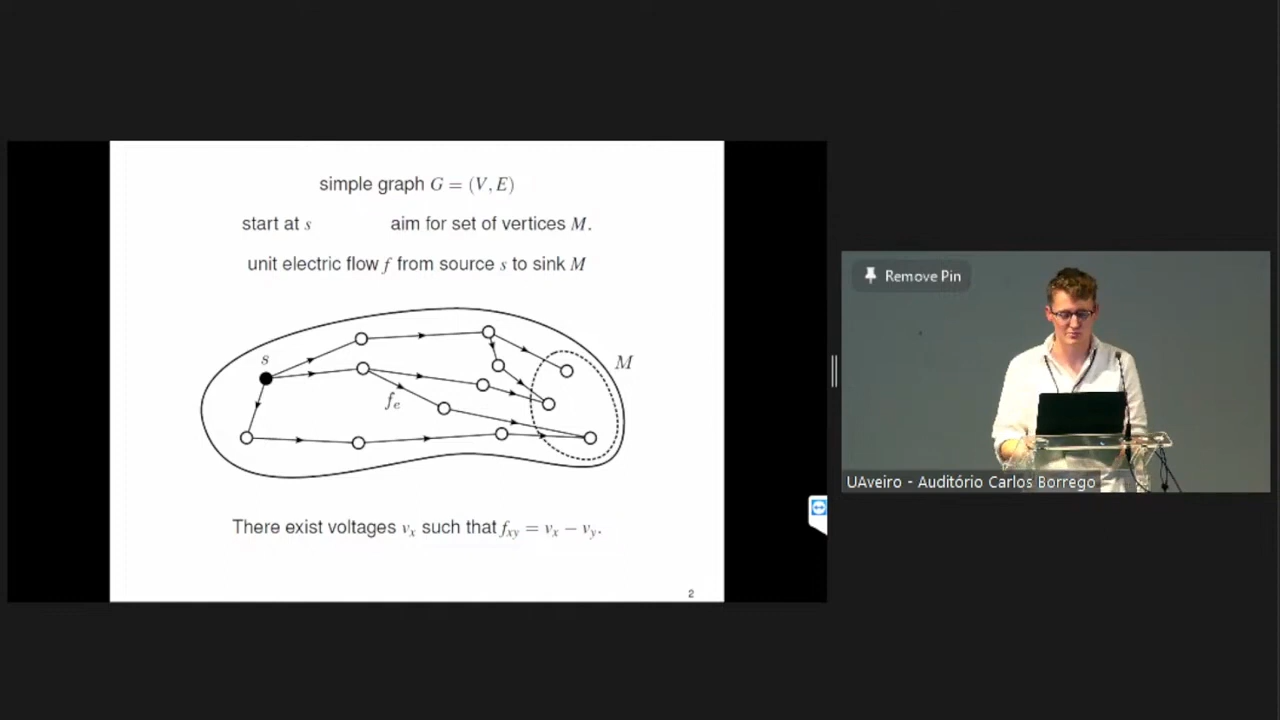 simple graph G = (V, E)
start at s aim for set of vertices M.
unit electric flow f from source s to sink M
s
M
f_e
There exist voltages v_x such that f_xy = v_x − v_y.
2
Remove Pin
UAveiro - Auditório Carlos Borrego